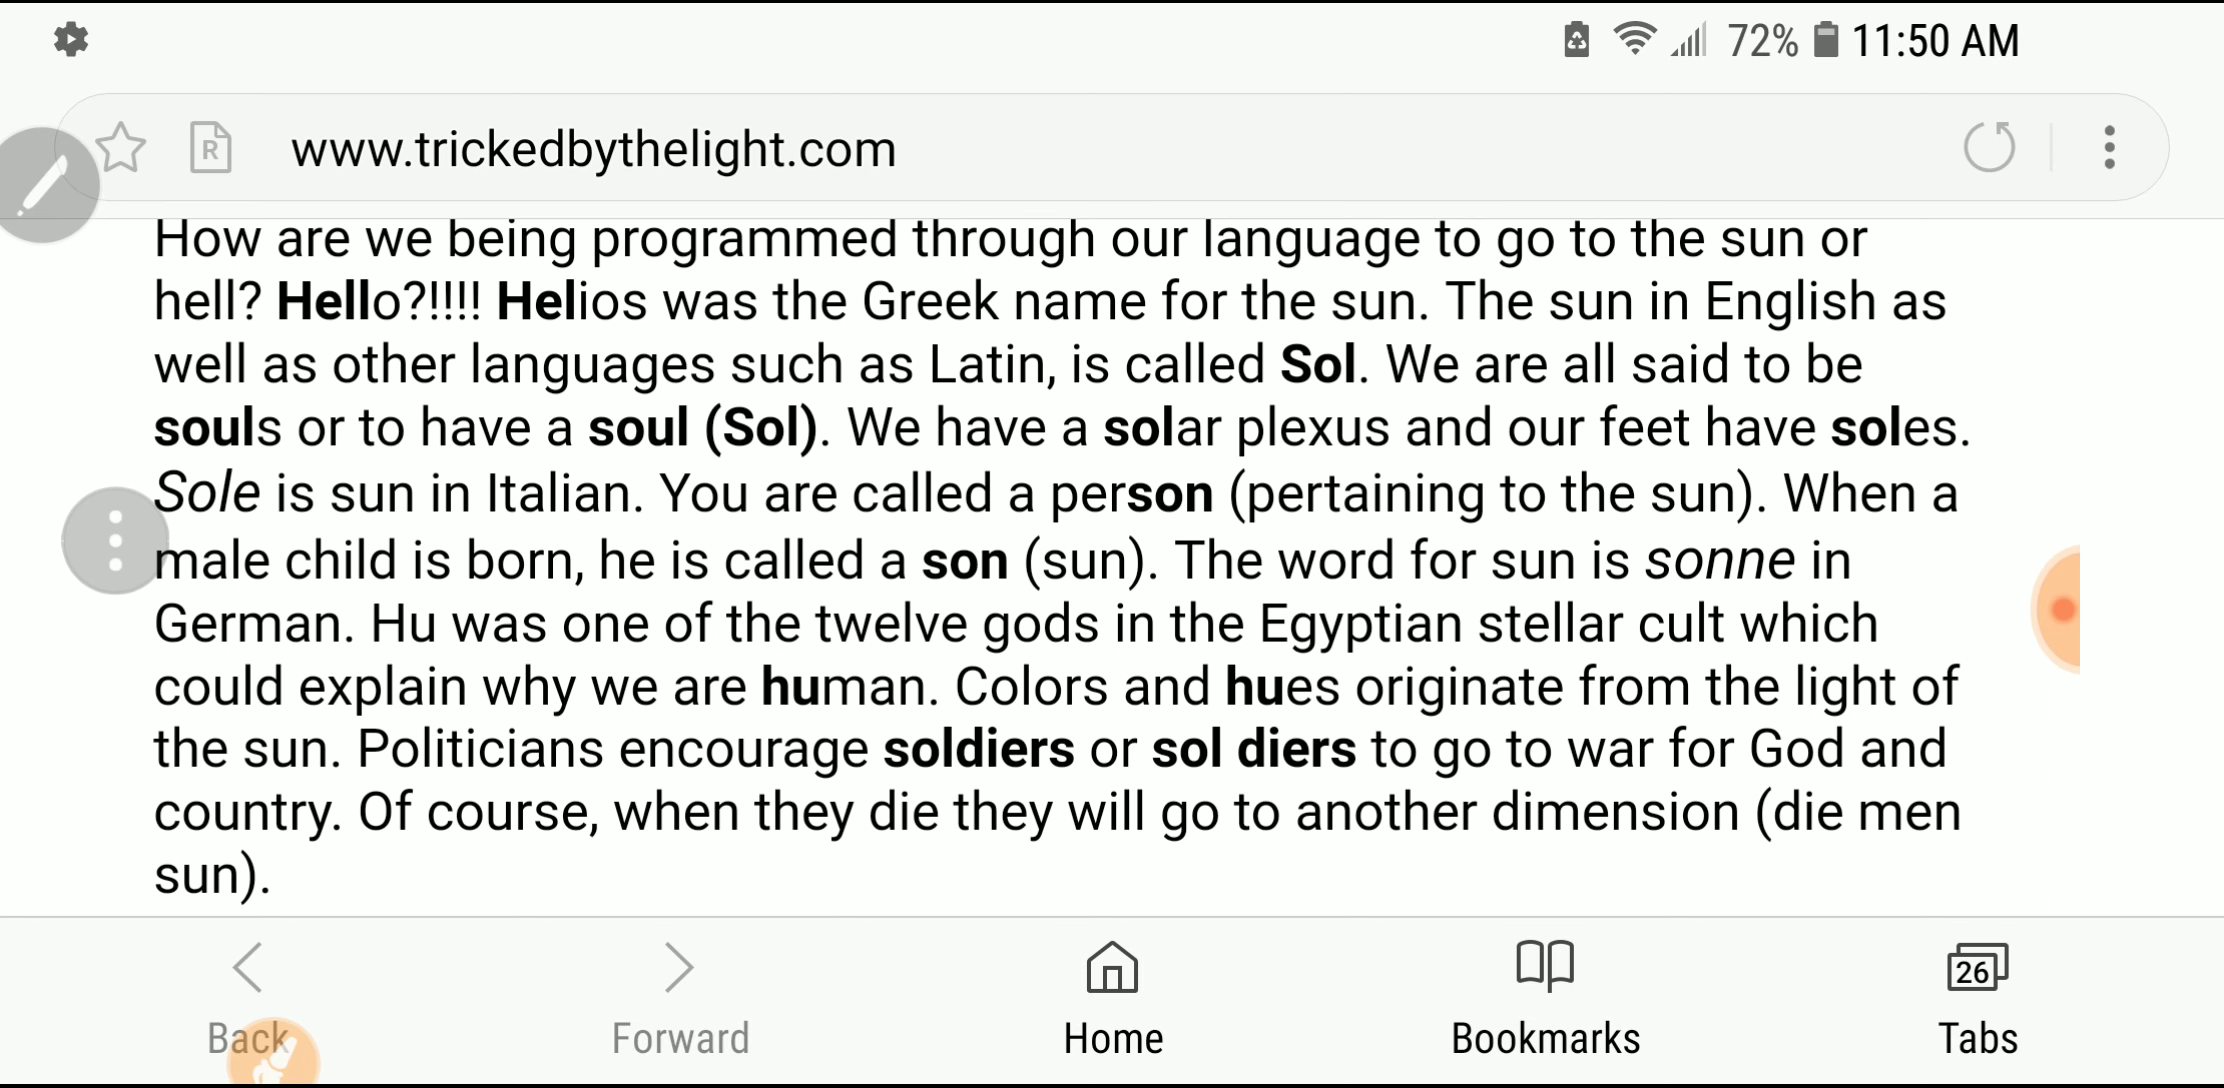 72% 11:50 AM
R www.trickedbythelight.com
How are we being programmed through our language to go to the sun or
hell? Hello?!!!! Helios was the Greek name for the sun. The sun in English as
well as other languages such as Latin, is called Sol. We are all said to be
souls or to have a soul (Sol). We have a solar plexus and our feet have soles.
Sole is sun in Italian. You are called a person (pertaining to the sun). When a
male child is born, he is called a son (sun). The word for sun is sonne in
German. Hu was one of the twelve gods in the Egyptian stellar cult which
could explain why we are human. Colors and hues originate from the light of
the sun. Politicians encourage soldiers or sol diers to go to war for God and
country. Of course, when they die they will go to another dimension (die men
sun).
26
Back Forward Home Bookmarks Tabs